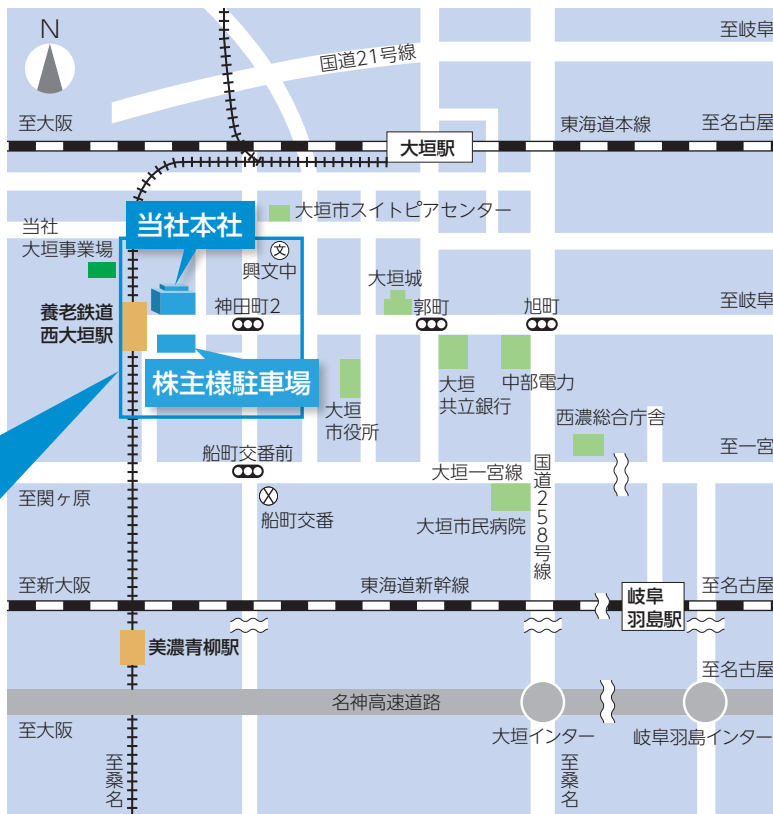 N
至岐阜
国道21号線
至大阪
東海道本線
至名古屋
大垣駅
大垣市スイトピアセンター
当社
大垣事業場
当社本社
興文中
大垣城
養老鉄道
西大垣駅
神田町2
郭町
旭町
至岐阜
株主様駐車場
大垣
市役所
大垣
共立銀行
中部電力
西濃総合庁舎
船町交番前
大垣一宮線
国道258号線
至一宮
至関ヶ原
船町交番
大垣市民病院
至新大阪
東海道新幹線
岐阜
羽島駅
至名古屋
美濃青柳駅
至名古屋
名神高速道路
至大阪
大垣インター
岐阜羽島インター
至桑名
至桑名